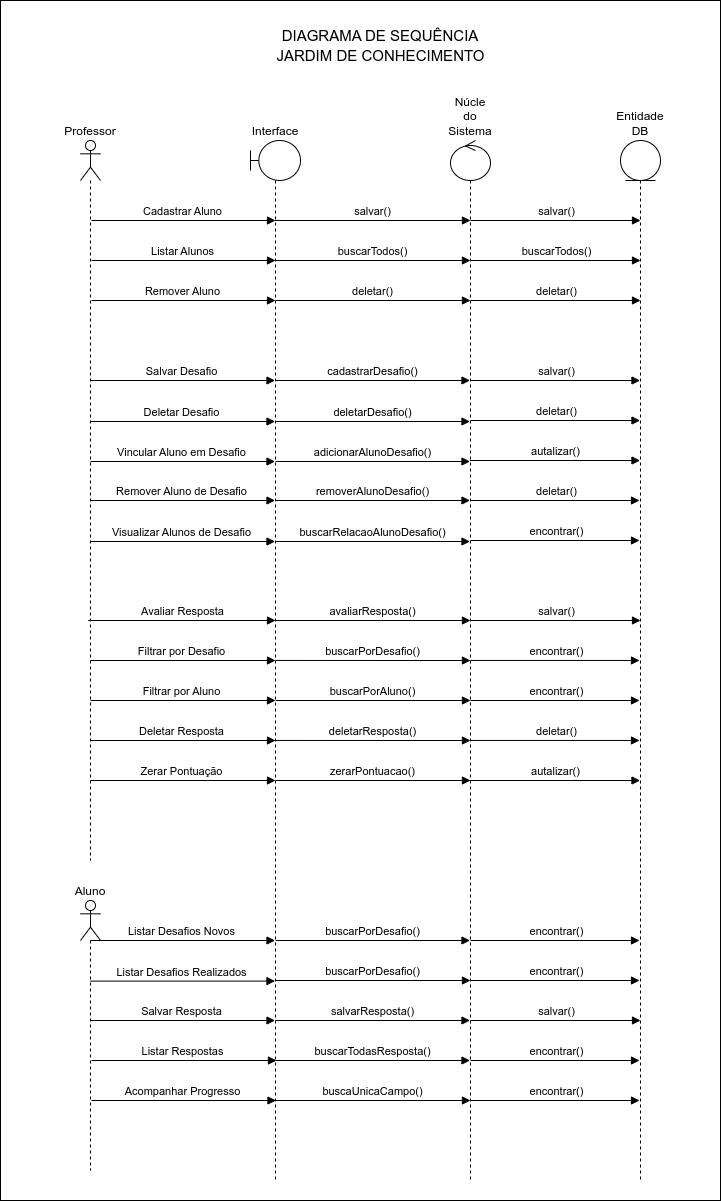 DIAGRAMA DE SEQUÊNCIA
JARDIM DE CONHECIMENTO
Professor
Interface
Núcle
do
Sistema
Entidade
DB
Cadastrar Aluno salvar() salvar()
Listar Alunos buscarTodos() buscarTodos()
Remover Aluno deletar() deletar()
Salvar Desafio cadastrarDesafio() salvar()
Deletar Desafio deletarDesafio() deletar()
Vincular Aluno em Desafio adicionarAlunoDesafio() autalizar()
Remover Aluno de Desafio removerAlunoDesafio() deletar()
Visualizar Alunos de Desafio buscarRelacaoAlunoDesafio() encontrar()
Avaliar Resposta avaliarResposta() salvar()
Filtrar por Desafio buscarPorDesafio() encontrar()
Filtrar por Aluno buscarPorAluno() encontrar()
Deletar Resposta deletarResposta() deletar()
Zerar Pontuação zerarPontuacao() autalizar()
Aluno
Listar Desafios Novos buscarPorDesafio() encontrar()
Listar Desafios Realizados buscarPorDesafio() encontrar()
Salvar Resposta salvarResposta() salvar()
Listar Respostas buscarTodasResposta() encontrar()
Acompanhar Progresso buscaUnicaCampo() encontrar()